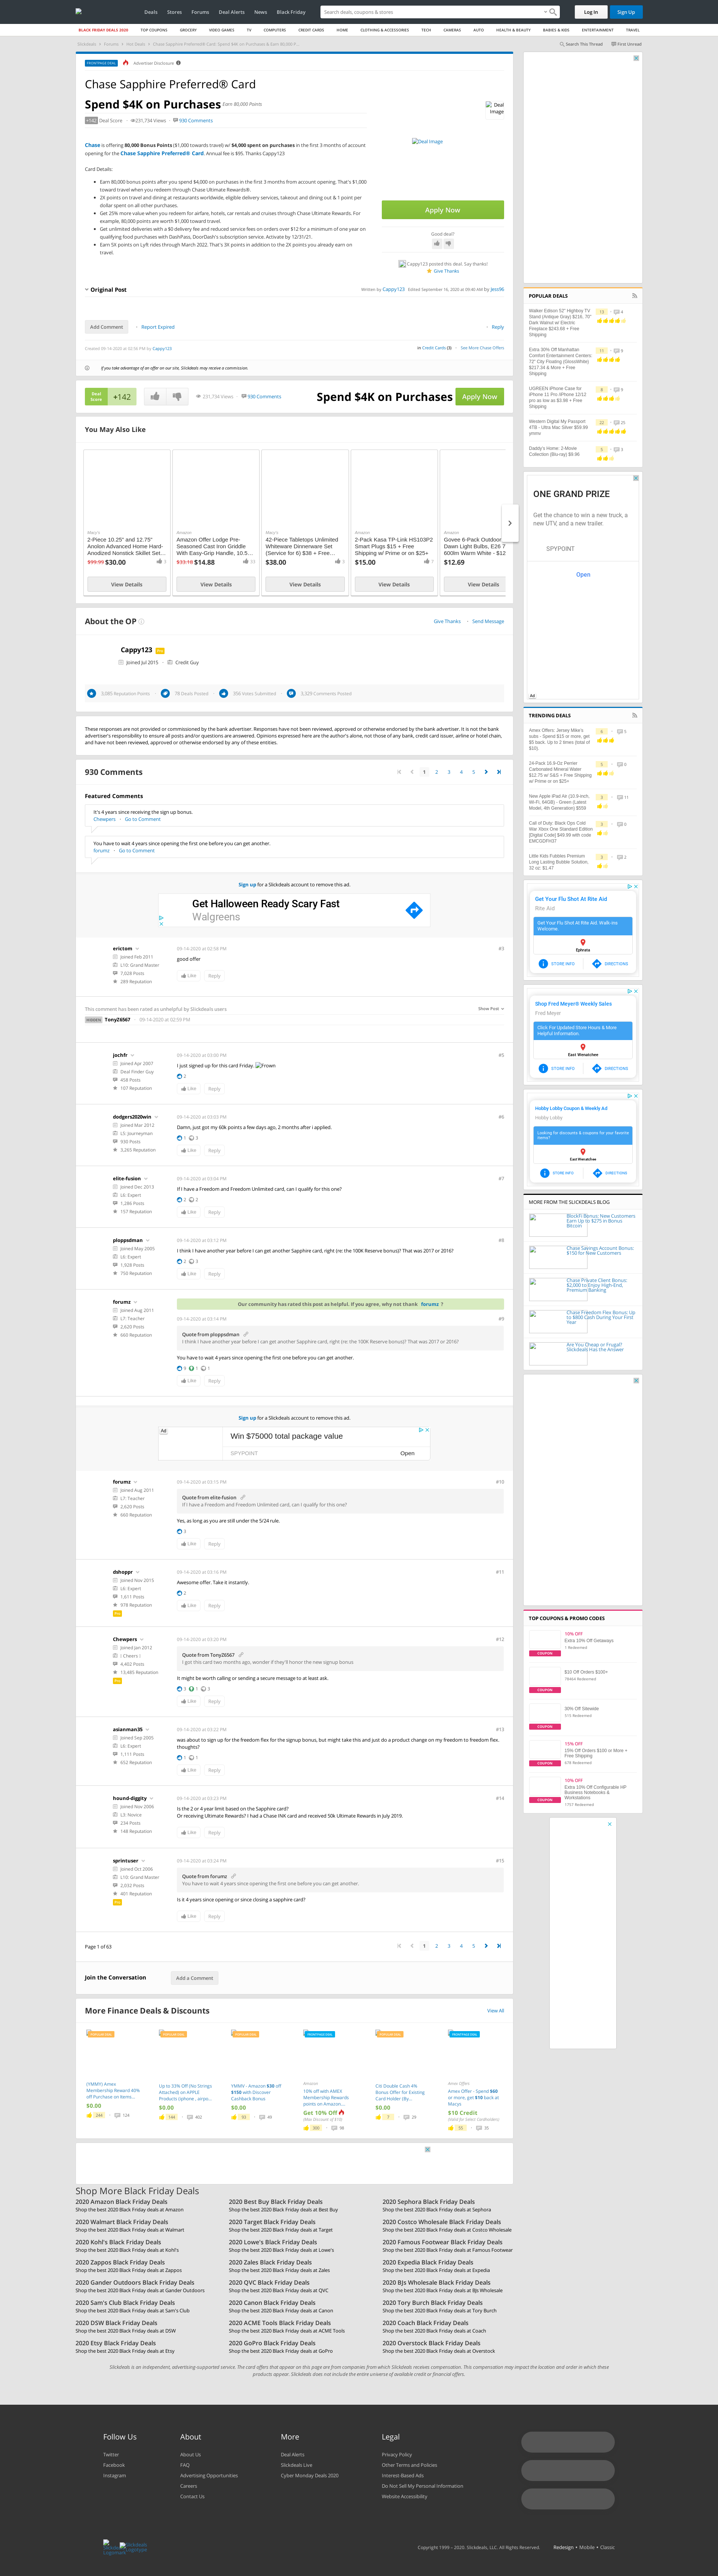 Deals Stores Forums Deal Alerts News Black Friday
Search deals, coupons & stores
Log In
Sign Up
BLACK FRIDAY DEALS 2020 TOP COUPONS GROCERY VIDEO GAMES TV COMPUTERS CREDIT CARDS HOME CLOTHING & ACCESSORIES TECH CAMERAS AUTO HEALTH & BEAUTY BABIES & KIDS ENTERTAINMENT TRAVEL
Search This Thread First Unread
FRONTPAGE DEAL Advertiser Disclosure
Chase Sapphire Preferred® Card
Spend $4K on Purchases Earn 80,000 Points
+142 Deal Score 231,734 Views 930 Comments
Deal Image
Deal Image
Chase is offering 80,000 Bonus Points ($1,000 towards travel) w/ $4,000 spent on purchases in the first 3 months of account opening for the Chase Sapphire Preferred® Card. Annual fee is $95. Thanks Cappy123
Card Details:
Earn 80,000 bonus points after you spend $4,000 on purchases in the first 3 months from account opening. That's $1,000 toward travel when you redeem through Chase Ultimate Rewards®.
2X points on travel and dining at restaurants worldwide, eligible delivery services, takeout and dining out & 1 point per dollar spent on all other purchases.
Get 25% more value when you redeem for airfare, hotels, car rentals and cruises through Chase Ultimate Rewards. For example, 80,000 points are worth $1,000 toward travel.
Get unlimited deliveries with a $0 delivery fee and reduced service fees on orders over $12 for a minimum of one year on qualifying food purchases with DashPass, DoorDash's subscription service. Activate by 12/31/21.
Earn 5X points on Lyft rides through March 2022. That's 3X points in addition to the 2X points you already earn on travel.
Apply Now
Good deal?
Cappy123 posted this deal. Say thanks!
Give Thanks
Original Post
Written by Cappy123 Edited September 16, 2020 at 09:40 AM by Jess96
Add Comment Report Expired Reply
Created 09-14-2020 at 02:56 PM by Cappy123
in Credit Cards (3) See More Chase Offers
If you take advantage of an offer on our site, Slickdeals may receive a commission.
Deal Score +142 231,734 Views 930 Comments Spend $4K on Purchases Apply Now
You May Also Like
Macy's
2-Piece 10.25" and 12.75" Anolon Advanced Home Hard-Anodized Nonstick Skillet Set…
$99.99 $30.00
View Details
Amazon
Amazon Offer Lodge Pre-Seasoned Cast Iron Griddle With Easy-Grip Handle, 10.5…
$33.18 $14.88
View Details
Macy's
42-Piece Tabletops Unlimited Whiteware Dinnerware Set (Service for 6) $38 + Free…
$38.00
View Details
Amazon
2-Pack Kasa TP-Link HS103P2 Smart Plugs $15 + Free Shipping w/ Prime or on $25+
$15.00
View Details
Amazon
Govee 6-Pack Outdoor
Dawn Light Bulbs, E26 7
600lm Warm White - $12
$12.69
View Details
About the OP Give Thanks Send Message
Cappy123 Pro
Joined Jul 2015 Credit Guy
3,085 Reputation Points 78 Deals Posted 356 Votes Submitted 3,329 Comments Posted
These responses are not provided or commissioned by the bank advertiser. Responses have not been reviewed, approved or otherwise endorsed by the bank advertiser. It is not the bank advertiser's responsibility to ensure all posts and/or questions are answered. Opinions expressed here are the author's alone, not those of any bank, credit card issuer, airline or hotel chain, and have not been reviewed, approved or otherwise endorsed by any of these entities.
930 Comments 1 2 3 4 5
Featured Comments
It's 4 years since receiving the sign up bonus.
Chewpers Go to Comment
You have to wait 4 years since opening the first one before you can get another.
forumz Go to Comment
Sign up for a Slickdeals account to remove this ad.
Get Halloween Ready Scary Fast
Walgreens
erictom 09-14-2020 at 02:58 PM #3
Joined Feb 2011
L10: Grand Master
7,028 Posts
289 Reputation
good offer
Like Reply
This comment has been rated as unhelpful by Slickdeals users Show Post
HIDDEN TonyZ6567 09-14-2020 at 02:59 PM
jochfr 09-14-2020 at 03:00 PM #5
Joined Apr 2007
Deal Finder Guy
458 Posts
107 Reputation
I just signed up for this card Friday. Frown
2
Like Reply
dodgers2020win 09-14-2020 at 03:03 PM #6
Joined Mar 2012
L5: Journeyman
930 Posts
3,265 Reputation
Damn, just got my 60k points a few days ago, 2 months after i applied.
1 3
Like Reply
elite-fusion 09-14-2020 at 03:04 PM #7
Joined Dec 2013
L6: Expert
1,286 Posts
157 Reputation
If I have a Freedom and Freedom Unlimited card, can I qualify for this one?
2 2
Like Reply
ploppsdman 09-14-2020 at 03:12 PM #8
Joined May 2005
L6: Expert
1,928 Posts
750 Reputation
I think I have another year before I can get another Sapphire card, right (re: the 100K Reserve bonus)? That was 2017 or 2016?
2 3
Like Reply
Our community has rated this post as helpful. If you agree, why not thank forumz ?
forumz 09-14-2020 at 03:14 PM #9
Joined Aug 2011
L7: Teacher
2,620 Posts
660 Reputation
Quote from ploppsdman
I think I have another year before I can get another Sapphire card, right (re: the 100K Reserve bonus)? That was 2017 or 2016?
You have to wait 4 years since opening the first one before you can get another.
9 1 1
Like Reply
Sign up for a Slickdeals account to remove this ad.
Ad
Win $75000 total package value
SPYPOINT Open
forumz 09-14-2020 at 03:15 PM #10
Joined Aug 2011
L7: Teacher
2,620 Posts
660 Reputation
Quote from elite-fusion
If I have a Freedom and Freedom Unlimited card, can I qualify for this one?
Yes, as long as you are still under the 5/24 rule.
3
Like Reply
dshoppr 09-14-2020 at 03:16 PM #11
Joined Nov 2015
L6: Expert
1,611 Posts
978 Reputation
Pro
Awesome offer. Take it instantly.
2
Like Reply
Chewpers 09-14-2020 at 03:20 PM #12
Joined Jan 2012
( Chewers )
4,402 Posts
13,485 Reputation
Pro
Quote from TonyZ6567
I got this card two months ago, wonder if they'll honor the new signup bonus
It might be worth calling or sending a secure message to at least ask.
3 1 3
Like Reply
asianman35 09-14-2020 at 03:22 PM #13
Joined Sep 2005
L6: Expert
1,111 Posts
652 Reputation
was about to sign up for the freedom flex for the signup bonus, but might take this and just do a product change on my freedom to freedom flex. thoughts?
1 1
Like Reply
hound-diggity 09-14-2020 at 03:23 PM #14
Joined Nov 2006
L3: Novice
234 Posts
148 Reputation
Is the 2 or 4 year limit based on the Sapphire card?
Or receiving Ultimate Rewards? I had a Chase INK card and received 50k Ultimate Rewards in July 2019.
Like Reply
sprintuser 09-14-2020 at 03:24 PM #15
Joined Oct 2006
L10: Grand Master
2,932 Posts
401 Reputation
Pro
Quote from forumz
You have to wait 4 years since opening the first one before you can get another.
Is it 4 years since opening or since closing a sapphire card?
Like Reply
Page 1 of 63 1 2 3 4 5
Join the Conversation Add a Comment
More Finance Deals & Discounts View All
(YMMV) Amex Membership Reward 40% off Purchase on Items…
$0.00
244 124
Up to 33% Off (No Strings Attached) on APPLE Products (iphone , airpo…
$0.00
144 402
YMMV - Amazon $30 off $150 with Discover Cashback Bonus
$0.00
93 49
Amazon
10% off with AMEX Membership Rewards points on Amazon,…
Get 10% Off
(Max Discount of $10)
Citi Double Cash 4% Bonus Offer for Existing Card Holder (By…
$0.00
7 20
Amex Offers
Amex Offer - Spend $60 or more, get $10 back at Macys
$10 Credit
(Valid for Select Cardholders)
Shop More Black Friday Deals
2020 Amazon Black Friday Deals
Shop the best 2020 Black Friday deals at Amazon
2020 Best Buy Black Friday Deals
Shop the best 2020 Black Friday deals at Best Buy
2020 Sephora Black Friday Deals
Shop the best 2020 Black Friday deals at Sephora
2020 Walmart Black Friday Deals
Shop the best 2020 Black Friday deals at Walmart
2020 Target Black Friday Deals
Shop the best 2020 Black Friday deals at Target
2020 Costco Wholesale Black Friday Deals
Shop the best 2020 Black Friday deals at Costco Wholesale
2020 Kohl's Black Friday Deals
Shop the best 2020 Black Friday deals at Kohl's
2020 Lowe's Black Friday Deals
Shop the best 2020 Black Friday deals at Lowe's
2020 Famous Footwear Black Friday Deals
Shop the best 2020 Black Friday deals at Famous Footwear
2020 Zappos Black Friday Deals
Shop the best 2020 Black Friday deals at Zappos
2020 Zales Black Friday Deals
Shop the best 2020 Black Friday deals at Zales
2020 Expedia Black Friday Deals
Shop the best 2020 Black Friday deals at Expedia
2020 Gander Outdoors Black Friday Deals
Shop the best 2020 Black Friday deals at Gander Outdoors
2020 QVC Black Friday Deals
Shop the best 2020 Black Friday deals at QVC
2020 BJs Wholesale Black Friday Deals
Shop the best 2020 Black Friday deals at BJs Wholesale
2020 Sam's Club Black Friday Deals
Shop the best 2020 Black Friday deals at Sam's Club
2020 Canon Black Friday Deals
Shop the best 2020 Black Friday deals at Canon
2020 Tory Burch Black Friday Deals
Shop the best 2020 Black Friday deals at Tory Burch
2020 DSW Black Friday Deals
Shop the best 2020 Black Friday deals at DSW
2020 ACME Tools Black Friday Deals
Shop the best 2020 Black Friday deals at ACME Tools
2020 Coach Black Friday Deals
Shop the best 2020 Black Friday deals at Coach
2020 Etsy Black Friday Deals
Shop the best 2020 Black Friday deals at Etsy
2020 GoPro Black Friday Deals
Shop the best 2020 Black Friday deals at GoPro
2020 Overstock Black Friday Deals
Shop the best 2020 Black Friday deals at Overstock
Slickdeals is an independent, advertising-supported service. The card offers that appear on this page are from companies from which Slickdeals receives compensation. This compensation may impact the location and order in which these products appear. Slickdeals does not include the entire universe of available credit or financial offers.
POPULAR DEALS
Walker Edison 52" Highboy TV Stand (Antique Gray) $216, 70" Dark Walnut w/ Electric Fireplace $243.68 + Free Shipping
Extra 30% Off Manhattan Comfort Entertainment Centers: 72" City Floating (Gloss/White) $217.34 & More + Free Shipping
USGREEN iPhone Case for iPhone 11 Pro /iPhone 12/12 pro as low as $3.98 + Free Shipping
Western Digital My Passport 4TB - Ultra Mac Silver $59.99 ymmv
Daddy's Home: 2-Movie Collection (Blu-ray) $9.96
ONE GRAND PRIZE
Get the chance to win a new truck, a new UTV, and a new trailer.
SPYPOINT
Open
Ad
TRENDING DEALS
Amex Offers: Jersey Mike's subs - Spend $15 or more, get $5 back. Up to 2 times (total of $10).
24-Pack 16.9-Oz Perrier Carbonated Mineral Water $12.75 w/ S&S + Free Shipping w/ Prime or on $25+
New Apple iPad Air (10.9-inch, Wi-Fi, 64GB) - Green (Latest Model, 4th Generation) $559
Call of Duty: Black Ops Cold War Xbox One Standard Edition [Digital Code] $49.99 with code EMCGDFH37
Little Kids Fubbles Premium Long Lasting Bubble Solution, 32 oz: $1.47
Get Your Flu Shot At Rite Aid
Rite Aid
Get Your Flu Shot At Rite Aid. Walk-ins Welcome.
Ephrata
STORE INFO DIRECTIONS
Shop Fred Meyer® Weekly Sales
Fred Meyer
Click For Updated Store Hours & More Helpful Information.
East Wenatchee
STORE INFO DIRECTIONS
Hobby Lobby Coupon & Weekly Ad
Hobby Lobby
Looking for discounts & coupons for your favorite items?
East Wenatchee
STORE INFO DIRECTIONS
MORE FROM THE SLICKDEALS BLOG
BlockFi Bonus: New Customers Earn Up to $275 in Bonus Bitcoin
Chase Savings Account Bonus: $150 for New Customers
Chase Private Client Bonus: $2,000 to Enjoy High-End, Premium Banking
Chase Freedom Flex Bonus: Up to $800 Cash During Your First Year
Are You Cheap or Frugal? Slickdeals Has the Answer
TOP COUPONS & PROMO CODES
10% OFF
Extra 10% Off Getaways
1 Redeemed
COUPON
$10 Off Orders $100+
COUPON
30% Off Sitewide
COUPON
15% OFF
15% Off Orders $100 or More +
Free Shipping
COUPON
10% OFF
Extra 10% Off Configurable HP Business Notebooks & Workstations
COUPON
Follow Us
Twitter
Facebook
Instagram
About
About Us
FAQ
Advertising Opportunities
Careers
Contact Us
More
Deal Alerts
Slickdeals Live
Cyber Monday Deals 2020
Legal
Privacy Policy
Other Terms and Policies
Interest-Based Ads
Do Not Sell My Personal Information
Website Accessibility
Copyright 1999 - 2020. Slickdeals, LLC. All Rights Reserved. Redesign • Mobile • Classic